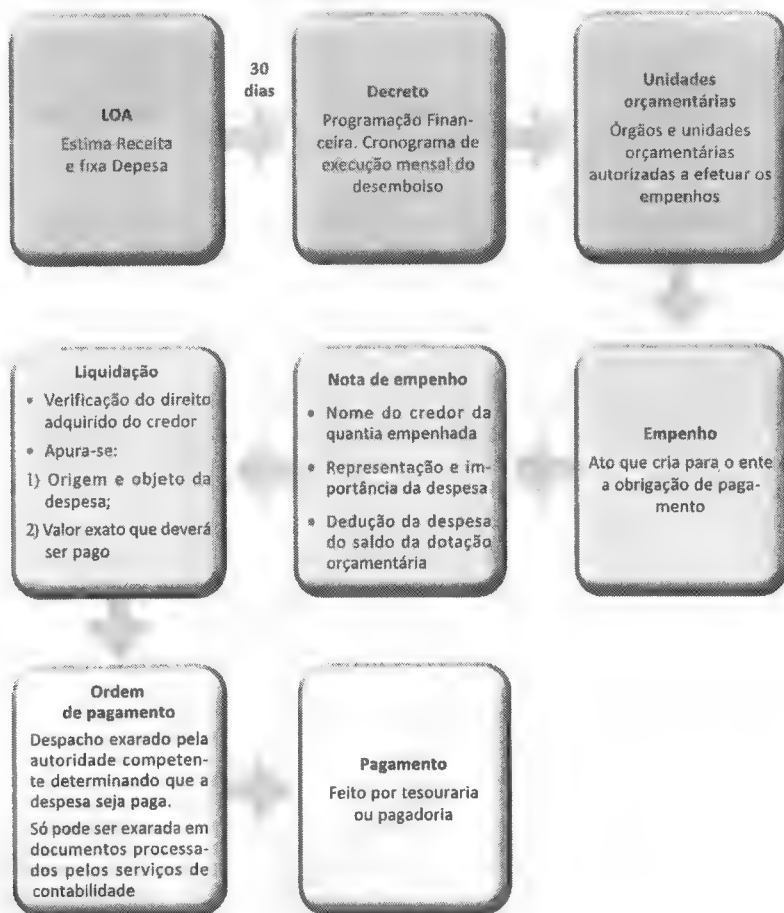 LOA
Estima Receita
e fixa Depesa
30
dias
Decreto
Programação Finan-
ceira. Cronograma de
execução mensal do
desembolso
Unidades
orçamentárias
Órgãos e unidades
orçamentárias
autorizadas a efetuar os
empenhos
Liquidação
• Verificação do direito
adquirido do credor
• Apura-se:
1) Origem e objeto da
despesa;
2) Valor exato que deverá
ser pago
Nota de empenho
• Nome do credor da
quantia empenhada
• Representação e im-
portância da despesa
• Dedução da despesa
do saldo da dotação
orçamentária
Empenho
Ato que cria para o ente
a obrigação de paga-
mento
Ordem
de pagamento
Despacho exarado pela
autoridade competen-
te determinando que a
despesa seja paga.
Só pode ser exarada em
documentos processa-
dos pelos serviços de
contabilidade
Pagamento
Feito por tesouraria
ou pagadoria